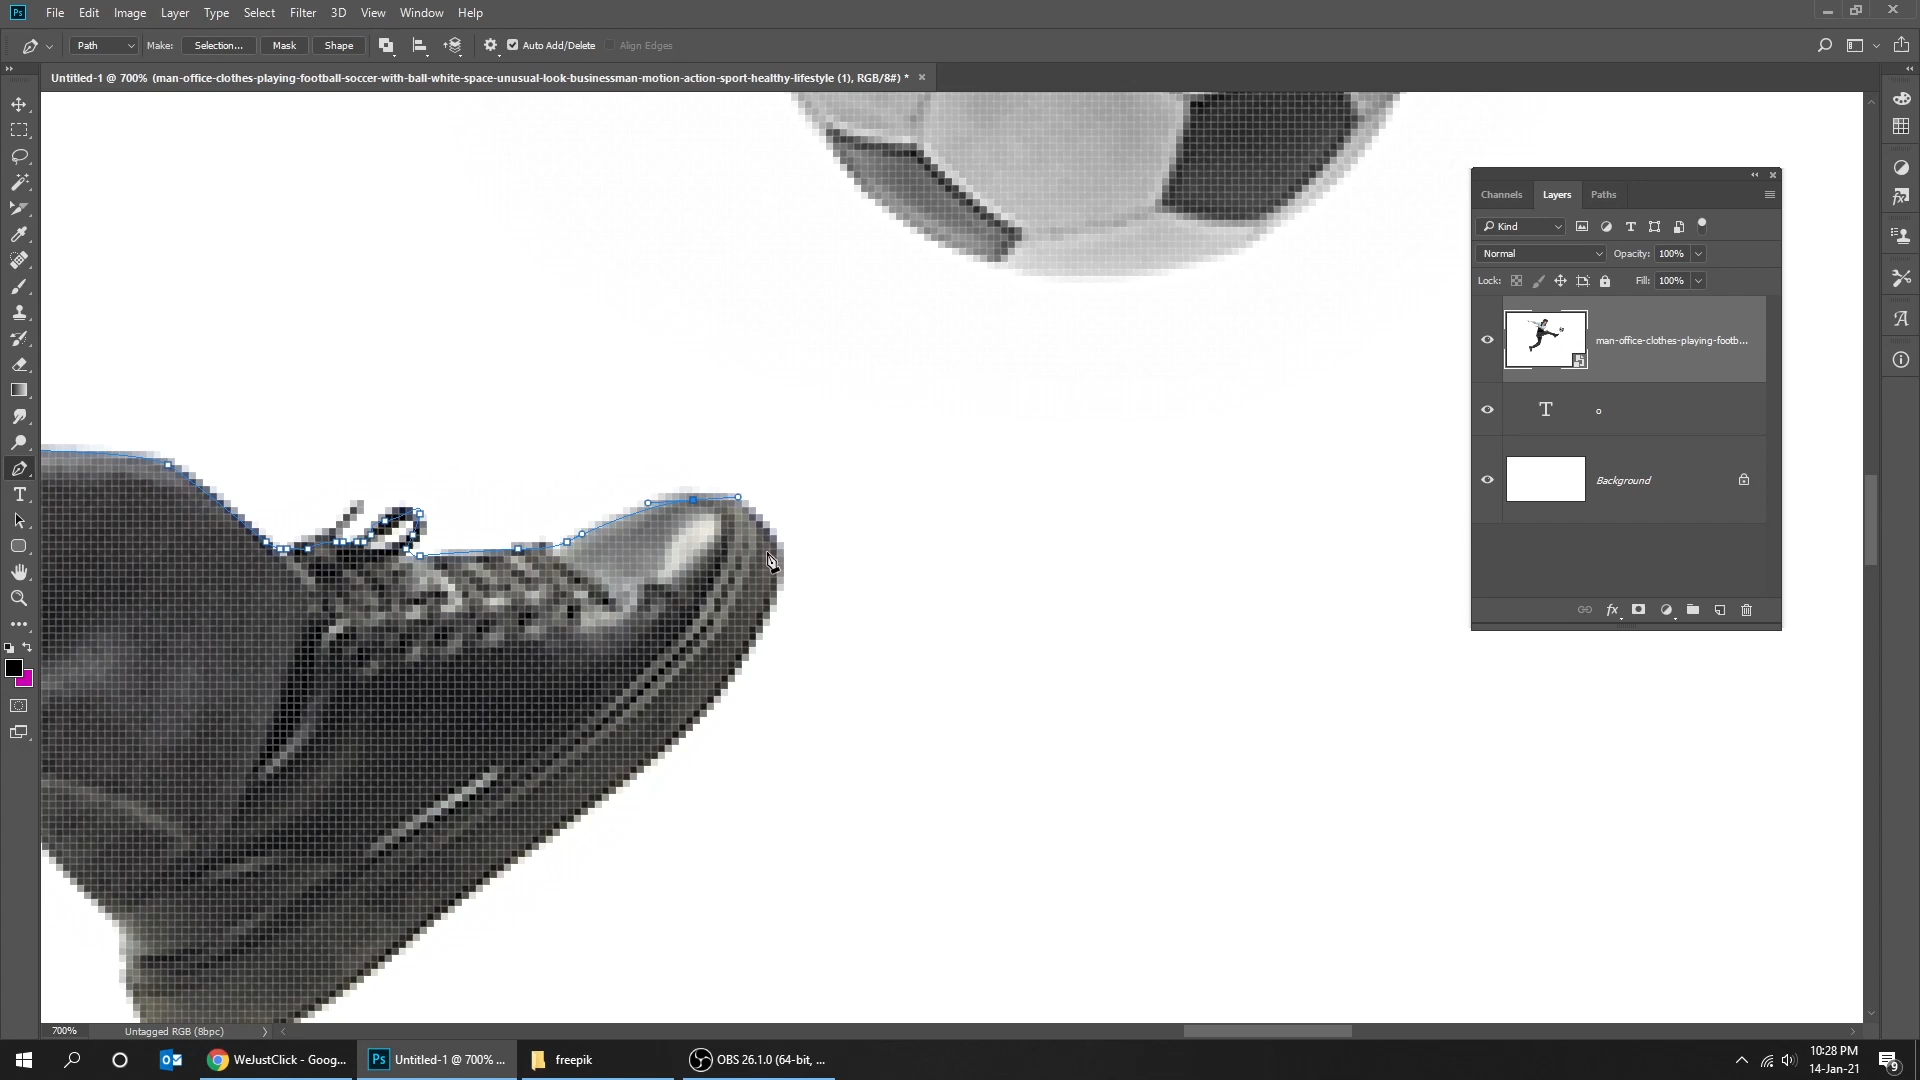 Ps File Edit Image Layer Type Select Filter 3D View Window Help
Path Make: Selection... Mask Shape Auto Add/Delete Align Edges
Untitled-1 @ 700% (man-office-clothes-playing-football-soccer-with-ball-white-space-unusual-look-businessman-motion-action-sport-healthy-lifestyle (1), RGB/8#) *
Channels Layers Paths
Kind
Normal Opacity: 100%
Lock: Fill: 100%
man-office-clothes-playing-footb...
T o
Background
fx
700% Untagged RGB (8bpc)
WeJustClick - Goog... Ps Untitled-1 @ 700% ... freepik OBS 26.1.0 (64-bit, ...
10:28 PM
14-Jan-21
9